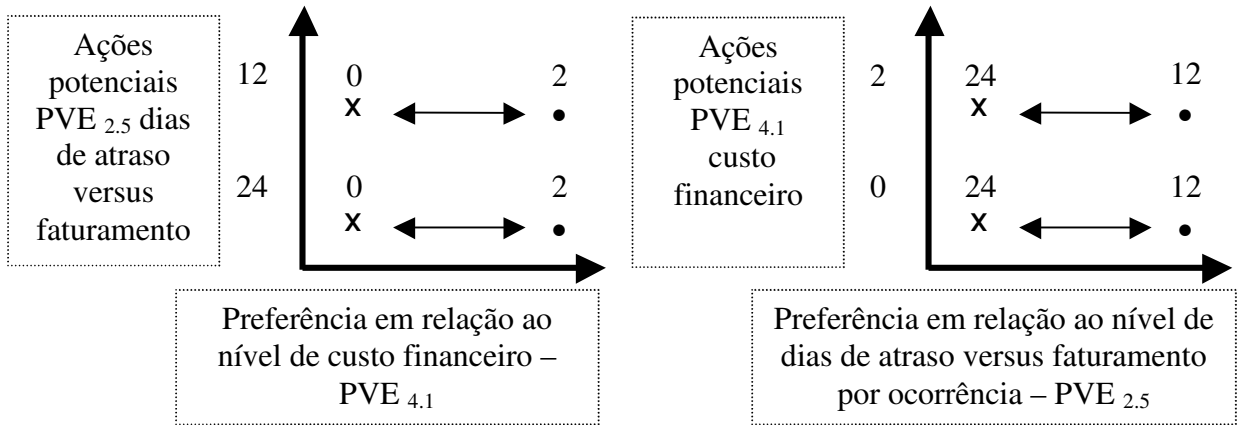 Ações
potenciais
PVE 2.5 dias
de atraso
versus
faturamento
12
0
2
x
•
24
0
2
x
•
Preferência em relação ao
nível de custo financeiro –
PVE 4.1
Ações
potenciais
PVE 4.1
custo
financeiro
2
24
12
x
•
0
24
12
x
•
Preferência em relação ao nível de
dias de atraso versus faturamento
por ocorrência – PVE 2.5